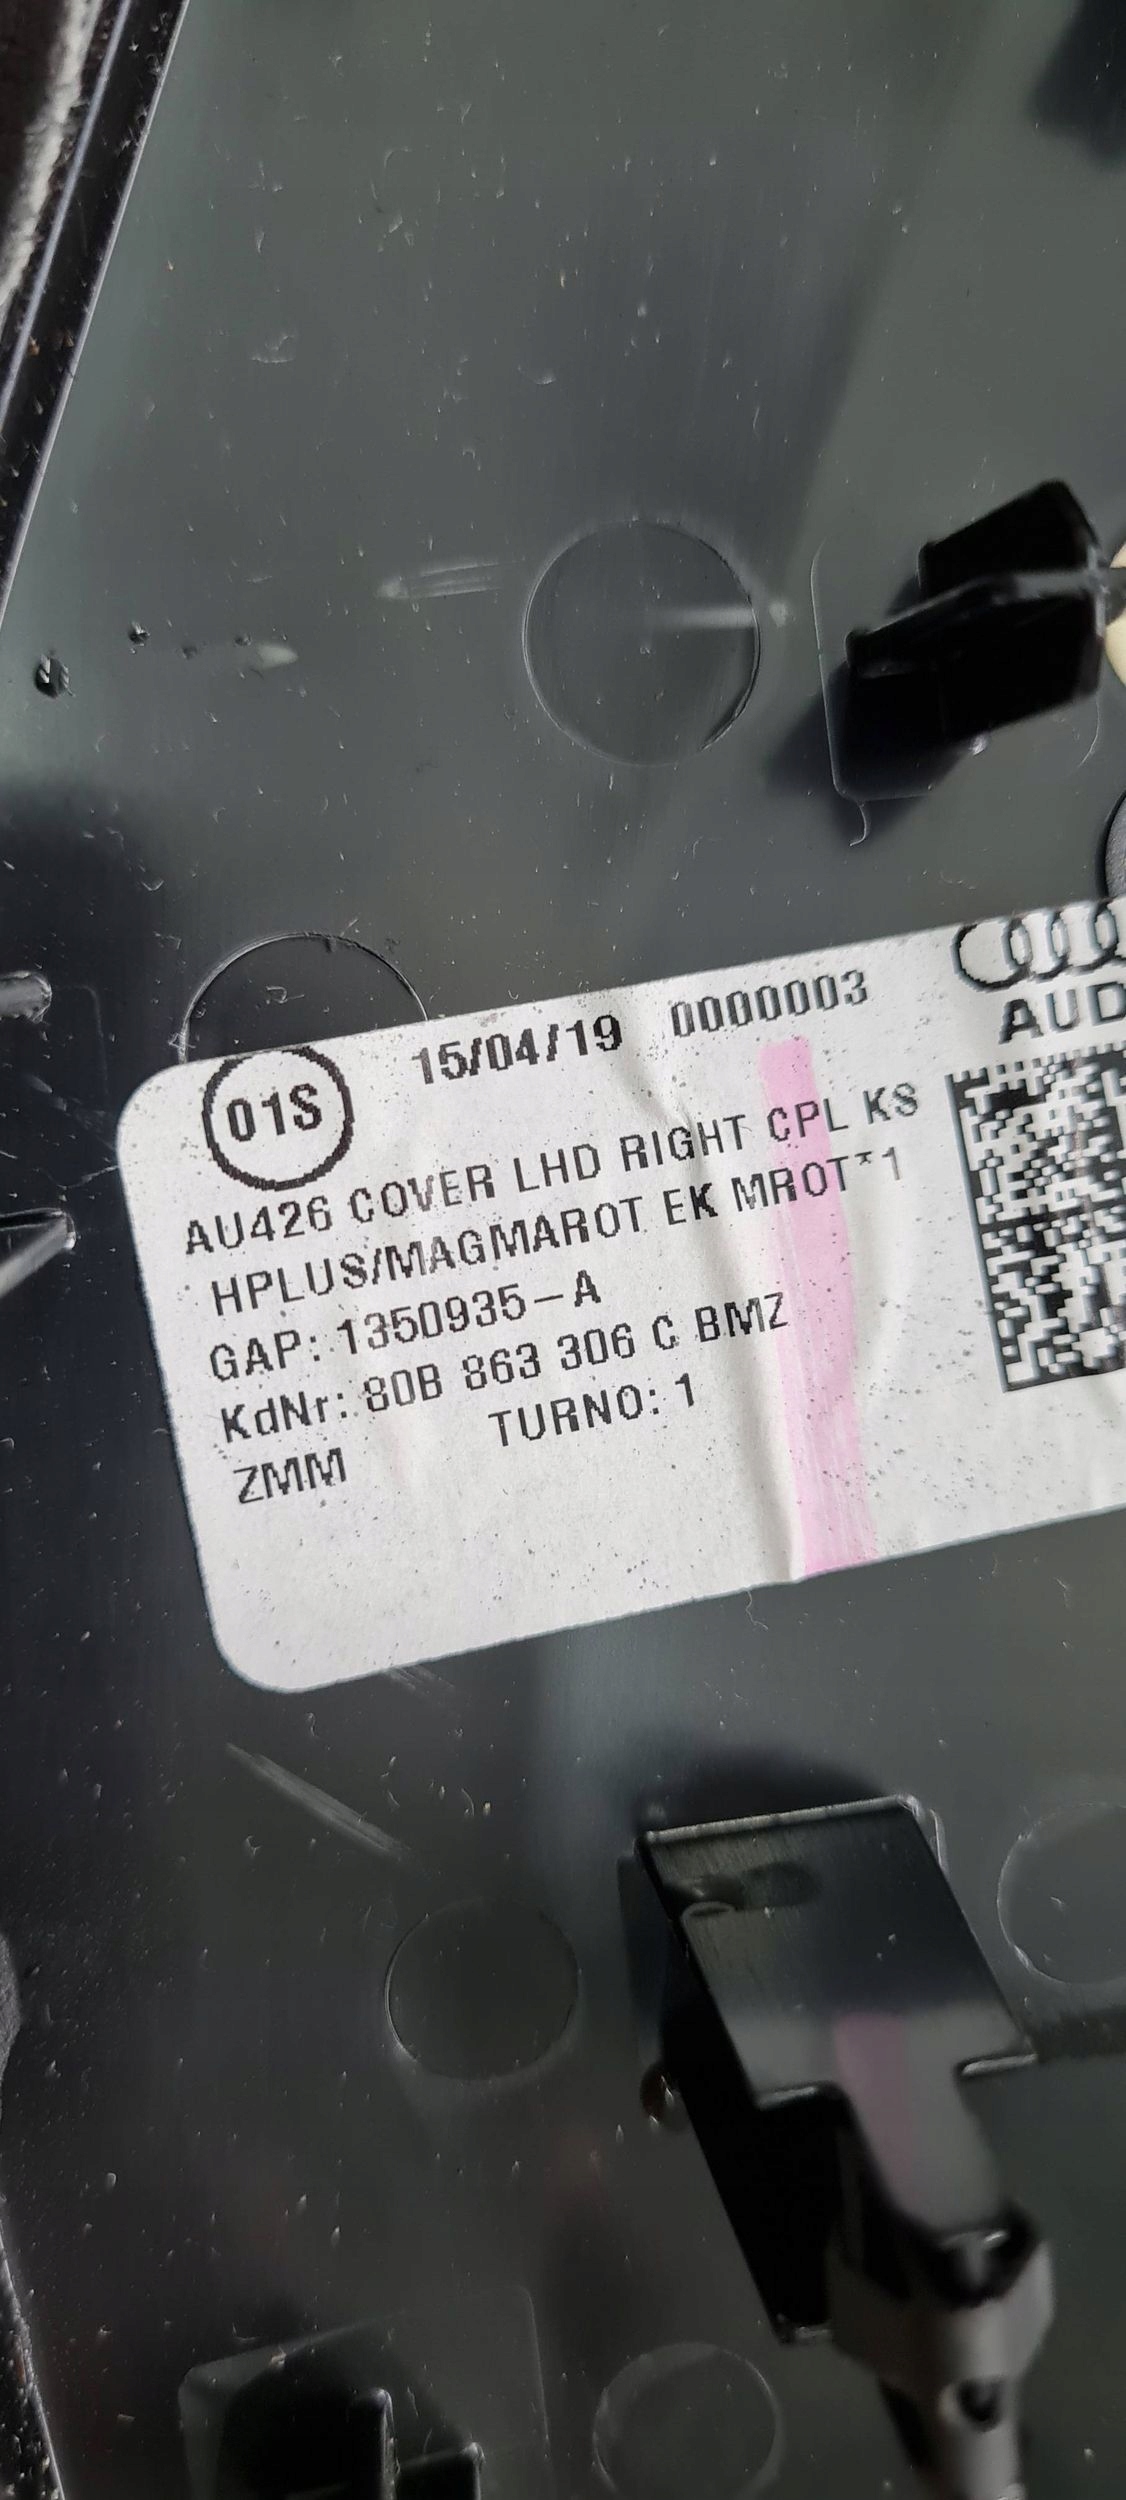 01S 15/04/19 0000003
AUD
AU426 COVER LHD RIGHT CPL KS
HPLUS/MAGMAROT EK MROT*1
GAP: 1350935-A
KdNr: 80B 863 306 C BMZ
ZMM TURNO: 1